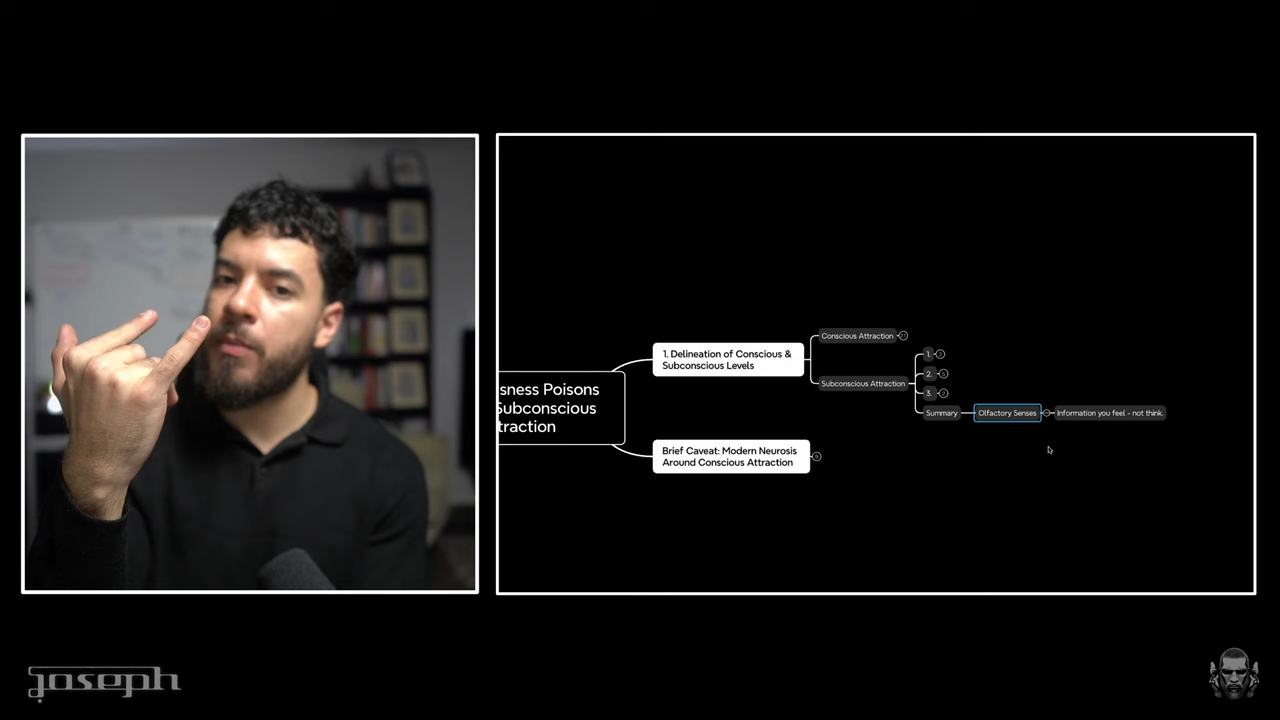 sness Poisons
Subconscious
traction
1. Delineation of Conscious &
Subconscious Levels
Conscious Attraction
Subconscious Attraction
1.
2.
3.
Summary
Olfactory Senses
Information you feel - not think.
Brief Caveat: Modern Neurosis
Around Conscious Attraction
9
joseph